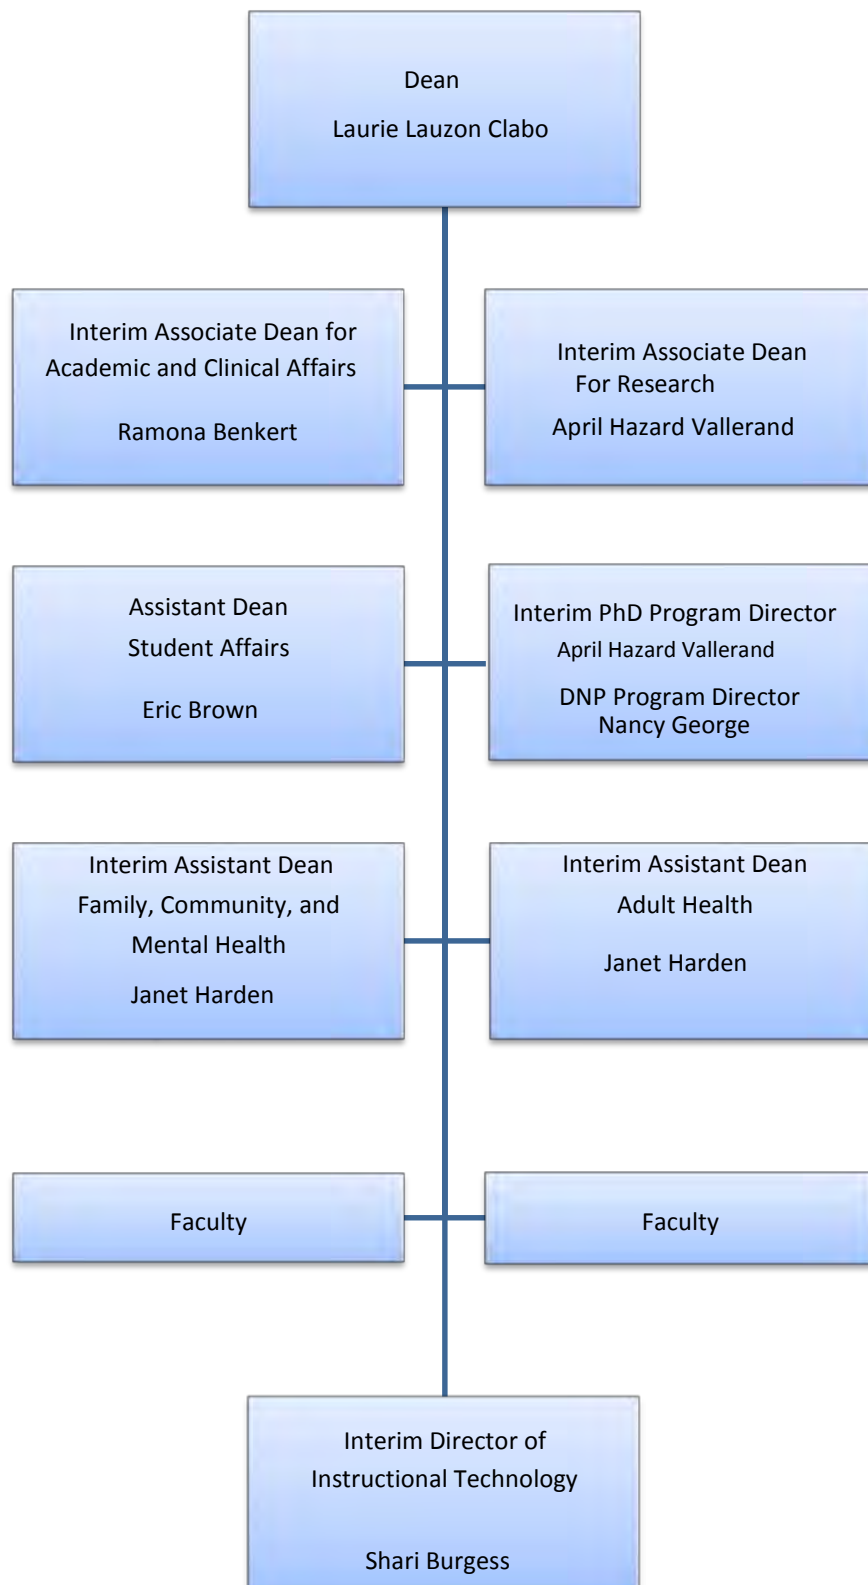 Dean
Laurie Lauzon Clabo
Interim Associate Dean for
Academic and Clinical Affairs
Ramona Benkert
Interim Associate Dean
For Research
April Hazard Vallerand
Assistant Dean
Student Affairs
Eric Brown
Interim PhD Program Director
April Hazard Vallerand
DNP Program Director
Nancy George
Interim Assistant Dean
Family, Community, and
Mental Health
Janet Harden
Interim Assistant Dean
Adult Health
Janet Harden
Faculty
Faculty
Interim Director of
Instructional Technology
Shari Burgess